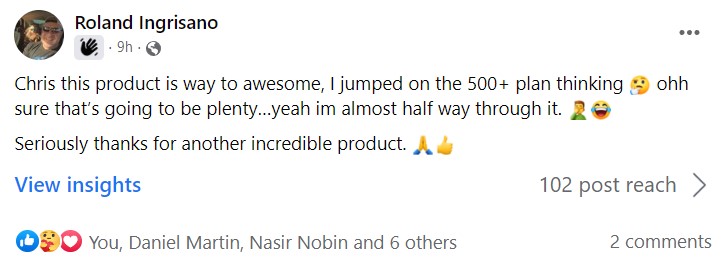 Roland Ingrisano
· 9h ·
Chris this product is way to awesome, I jumped on the 500+ plan thinking 🤔 ohh
sure that's going to be plenty...yeah im almost half way through it. 🤦‍♂️😂
Seriously thanks for another incredible product. 🙏👍
View insights
102 post reach
You, Daniel Martin, Nasir Nobin and 6 others
2 comments